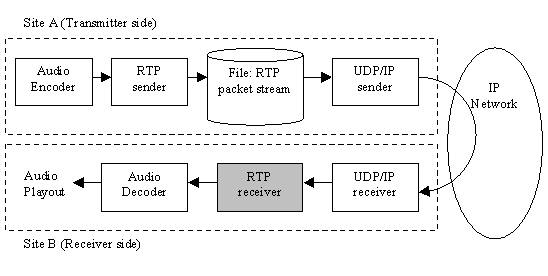 Site A (Transmitter side)
Audio
Encoder
RTP
sender
File: RTP
packet stream
UDP/IP
sender
IP
Network
Audio
Playout
Audio
Decoder
RTP
receiver
UDP/IP
receiver
Site B (Receiver side)